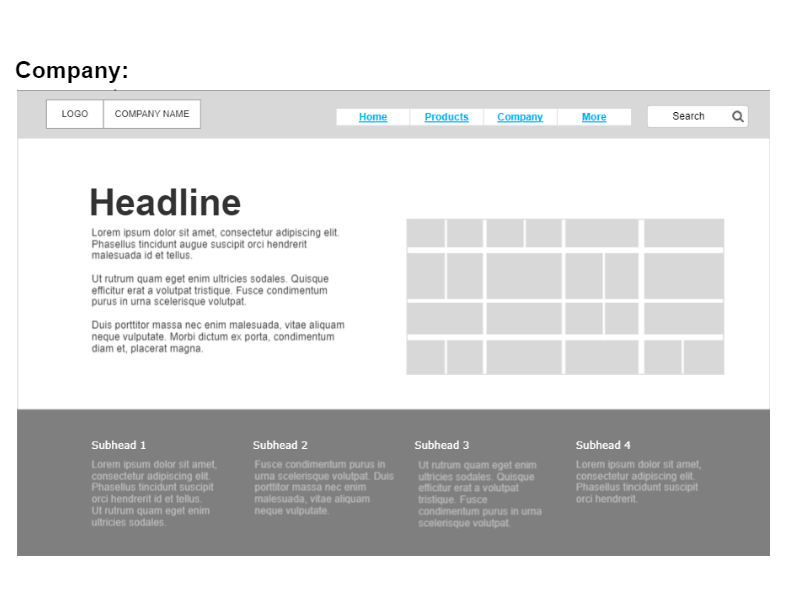 Company:
LOGO COMPANY NAME Home Products Company More Search
Headline
Lorem ipsum dolor sit amet, consectetur adipiscing elit.
Phasellus tincidunt augue suscipit orci hendrerit
malesuada id et tellus.
Ut rutrum quam eget enim ultricies sodales. Quisque
efficitur erat a volutpat tristique. Fusce condimentum
purus in urna scelerisque volutpat.
Duis porttitor massa nec enim malesuada, vitae aliquam
neque vulputate. Morbi dictum ex porta, condimentum
diam et, placerat magna.
Subhead 1
Lorem ipsum dolor sit amet,
consectetur adipiscing elit.
Phasellus tincidunt suscipit
orci hendrerit id et tellus.
Ut rutrum quam eget enim
ultricies sodales.
Subhead 2
Fusce condimentum purus in
urna scelerisque volutpat. Duis
porttitor massa nec enim
malesuada, vitae aliquam
neque vulputate.
Subhead 3
Ut rutrum quam eget enim
ultricies sodales. Quisque
efficitur erat a volutpat
tristique. Fusce
condimentum purus in urna
scelerisque volutpat.
Subhead 4
Lorem ipsum dolor sit amet,
consectetur adipiscing elit.
Phasellus tincidunt suscipit
orci hendrerit.